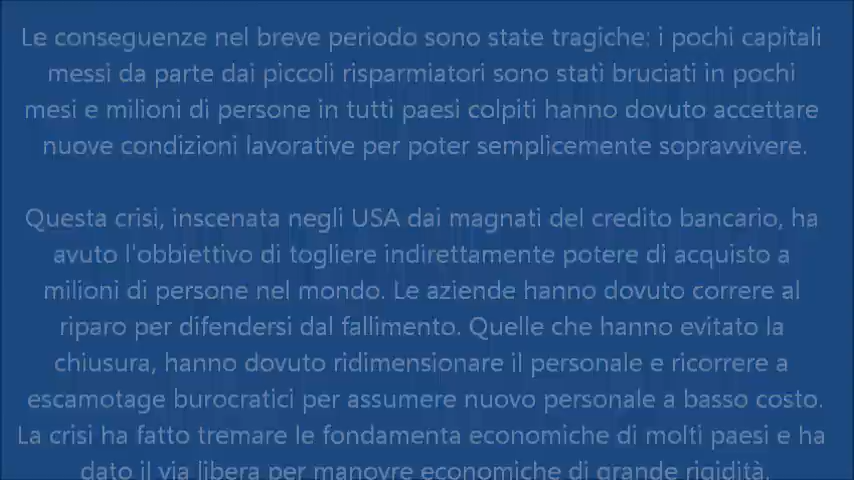 Le conseguenze nel breve periodo sono state tragiche: i pochi capitali
messi da parte dai piccoli risparmiatori sono stati bruciati in pochi
mesi e milioni di persone in tutti paesi colpiti hanno dovuto accettare
nuove condizioni lavorative per poter semplicemente sopravvivere.
Questa crisi, inscenata negli USA dai magnati del credito bancario, ha
avuto l'obbiettivo di togliere indirettamente potere di acquisto a
milioni di persone nel mondo. Le aziende hanno dovuto correre al
riparo per difendersi dal fallimento. Quelle che hanno evitato la
chiusura, hanno dovuto ridimensionare il personale e ricorrere a
escamotage burocratici per assumere nuovo personale a basso costo.
La crisi ha fatto tremare le fondamenta economiche di molti paesi e ha
dato il via libera per manovre economiche di grande rigidità.